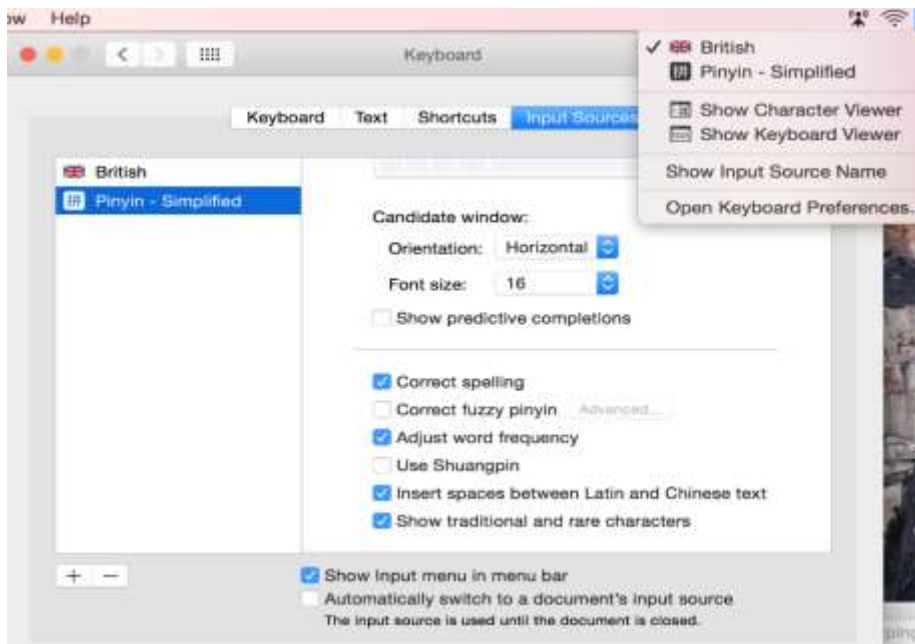 Help
Keyboard
British
Pinyin - Simplified
Show Character Viewer
Show Keyboard Viewer
Show Input Source Name
Open Keyboard Preferences.
Keyboard Text Shortcuts Input Sources
British
Pinyin - Simplified
Candidate window:
Orientation: Horizontal
Font size: 16
Show predictive completions
Correct spelling
Correct fuzzy pinyin Advanced...
Adjust word frequency
Use Shuangpin
Insert spaces between Latin and Chinese text
Show traditional and rare characters
Show Input menu in menu bar
Automatically switch to a document's input source
The input source is used until the document is closed.